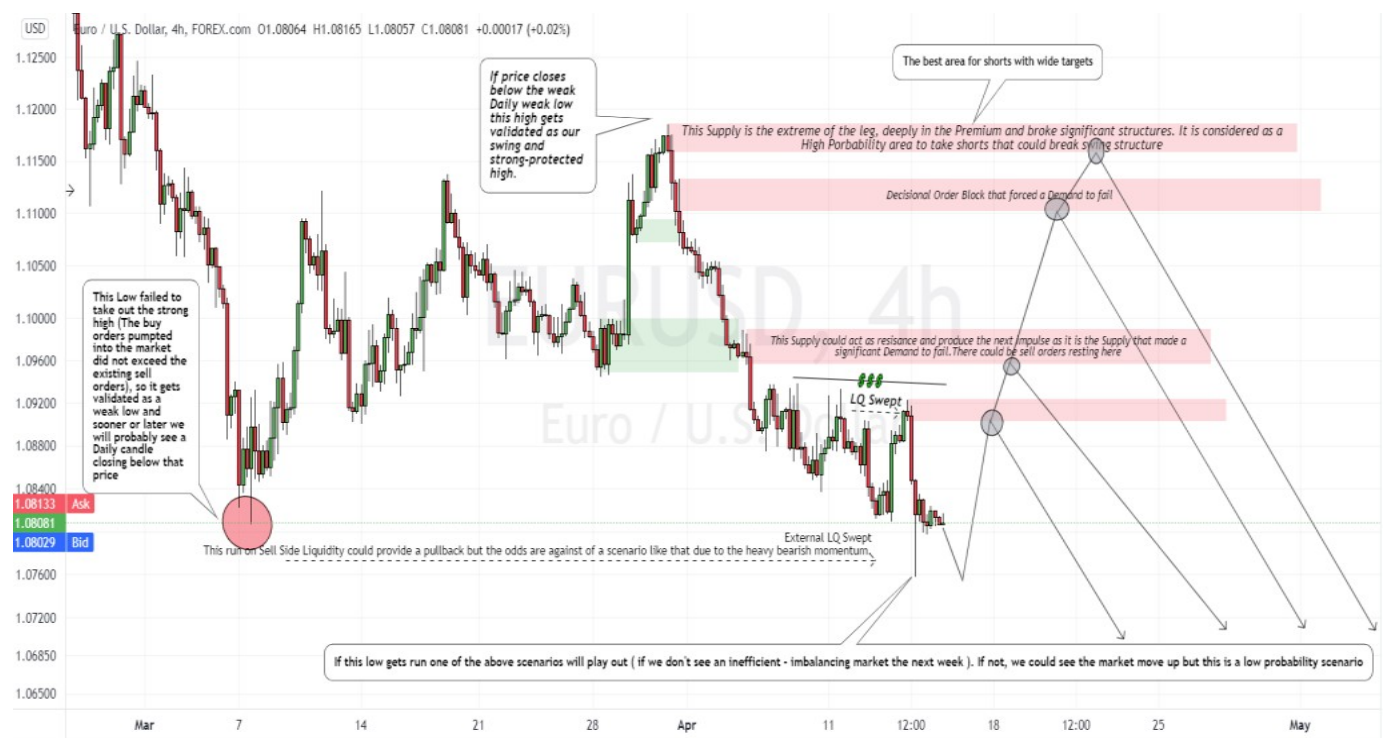 USD
Euro / U.S. Dollar, 4h, FOREX.com O1.08064 H1.08165 L1.08057 C1.08081 +0.00017 (+0.02%)
1.12500
1.12000
1.11500
1.11000
1.10500
1.10000
1.09600
1.09200
1.08800
1.08400
1.08133 Ask
1.08081
1.08029 Bid
1.07600
1.07200
1.06850
1.06500
If price closes
below the weak
Daily weak low
this high gets
validated as our
swing and
strong-protected
high.
The best area for shorts with wide targets
This Supply is the extreme of the leg, deeply in the Premium and broke significant structures. It is considered as a
High Porbability area to take shorts that could break swing structure
Decisional Order Block that forced a Demand to fail
EURUSD, 4h
Euro / U.S. Dollar
This Low failed to
take out the strong
high (The buy
orders pumpted
into the market
did not exceed the
existing sell
orders), so it gets
validated as a
weak low and
sooner or later we
will probably see a
Daily candle
closing below that
price
This Supply could act as resisance and produce the next impulse as it is the Supply that made a
significant Demand to fail.There could be sell orders resting here
$$$
LQ Swept
External LQ Swept
This run on Sell Side Liquidity could provide a pullback but the odds are against of a scenario like that due to the heavy bearish momentum.
If this low gets run one of the above scenarios will play out ( if we don't see an inefficient - imbalancing market the next week ). If not, we could see the market move up but this is a low probability scenario
Mar 7 14 21 28 Apr 11 12:00 18 12:00 25 May